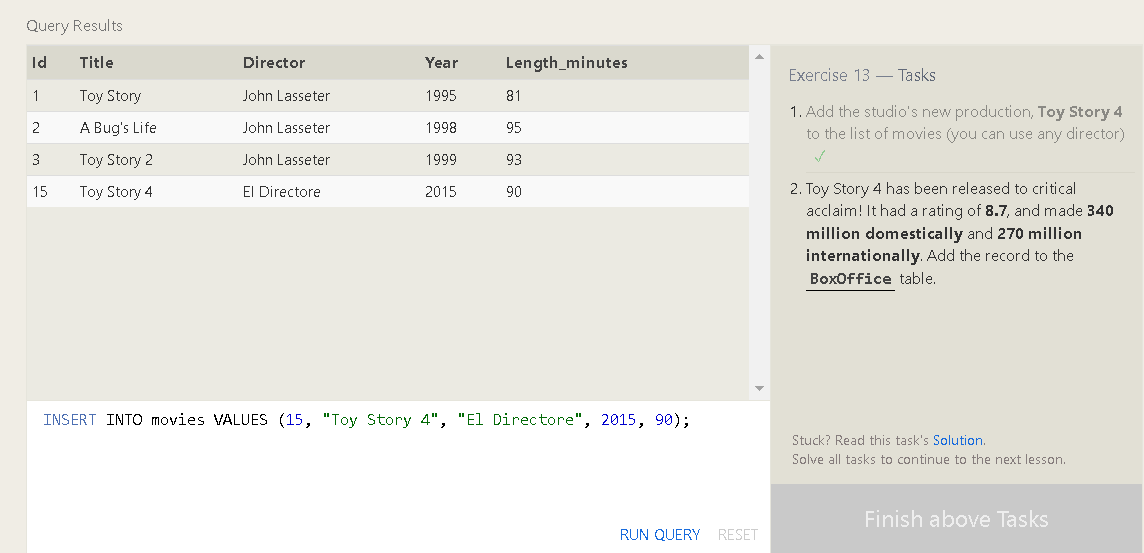 Query Results
Id Title Director Year Length_minutes
1 Toy Story John Lasseter 1995 81
2 A Bug's Life John Lasseter 1998 95
3 Toy Story 2 John Lasseter 1999 93
15 Toy Story 4 El Directore 2015 90
INSERT INTO movies VALUES (15, "Toy Story 4", "El Directore", 2015, 90);
RUN QUERY RESET
Exercise 13 — Tasks
1. Add the studio's new production, Toy Story 4
to the list of movies (you can use any director)
✓
2. Toy Story 4 has been released to critical
acclaim! It had a rating of 8.7, and made 340
million domestically and 270 million
internationally. Add the record to the
BoxOffice table.
Stuck? Read this task's Solution.
Solve all tasks to continue to the next lesson.
Finish above Tasks